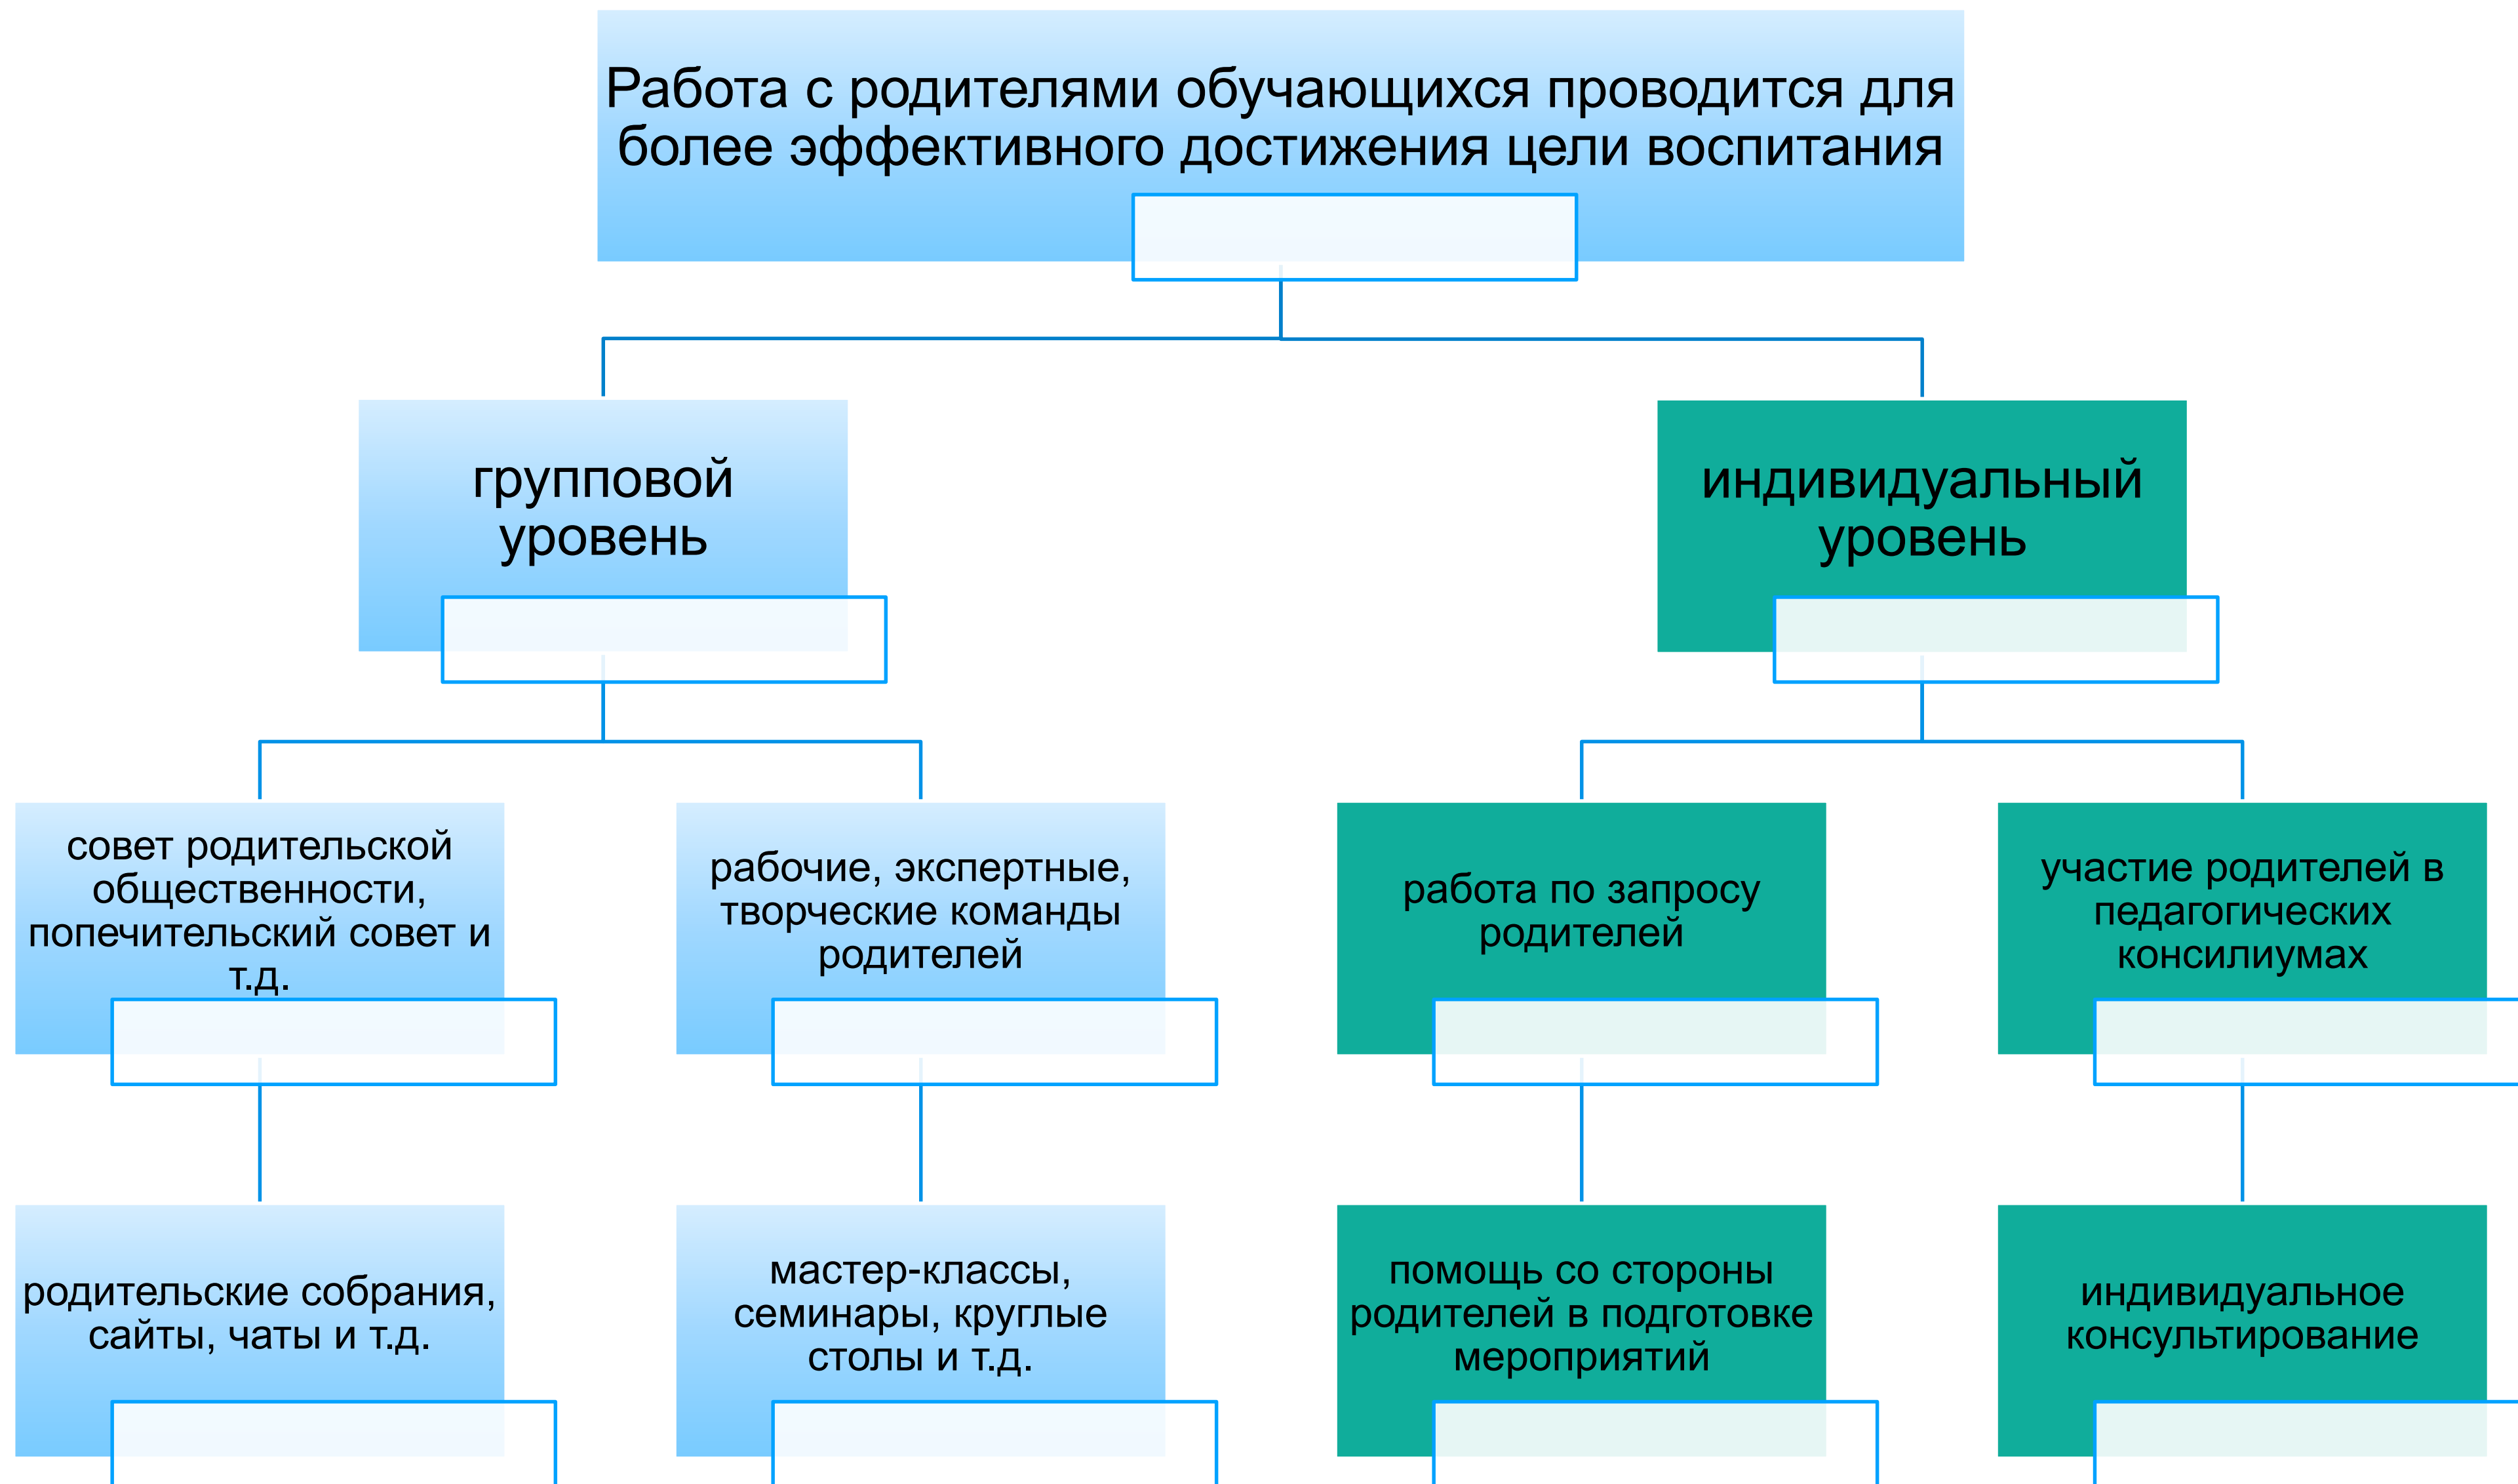 Работа с родителями обучающихся проводится для
более эффективного достижения цели воспитания
групповой
уровень
индивидуальный
уровень
совет родительской
общественности,
попечительский совет и
т.д.
рабочие, экспертные,
творческие команды
родителей
работа по запросу
родителей
участие родителей в
педагогических
консилиумах
родительские собрания,
сайты, чаты и т.д.
мастер-классы,
семинары, круглые
столы и т.д.
помощь со стороны
родителей в подготовке
мероприятий
индивидуальное
консультирование